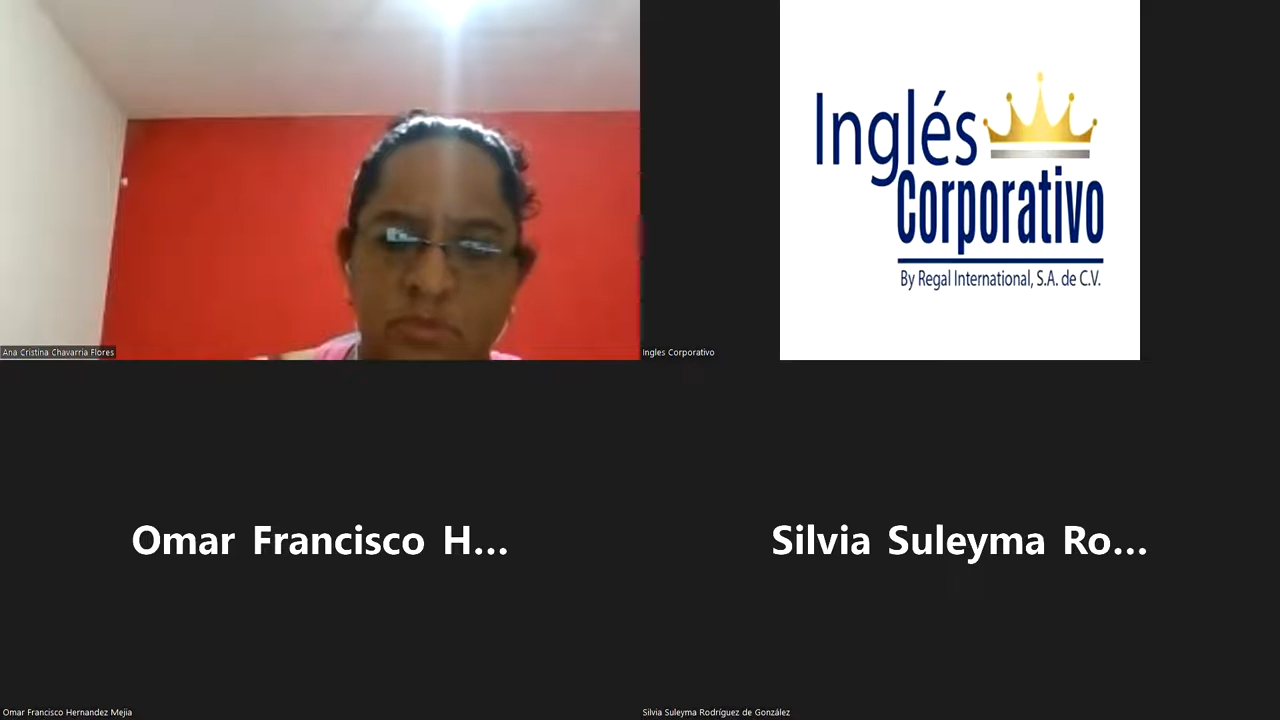 Inglés
Corporativo
By Regal International, S.A. de C.V.
Ana Cristina Chavarria Flores
Ingles Corporativo
Omar Francisco H...
Silvia Suleyma Ro...
Omar Francisco Hernandez Mejia
Silvia Suleyma Rodríguez de González